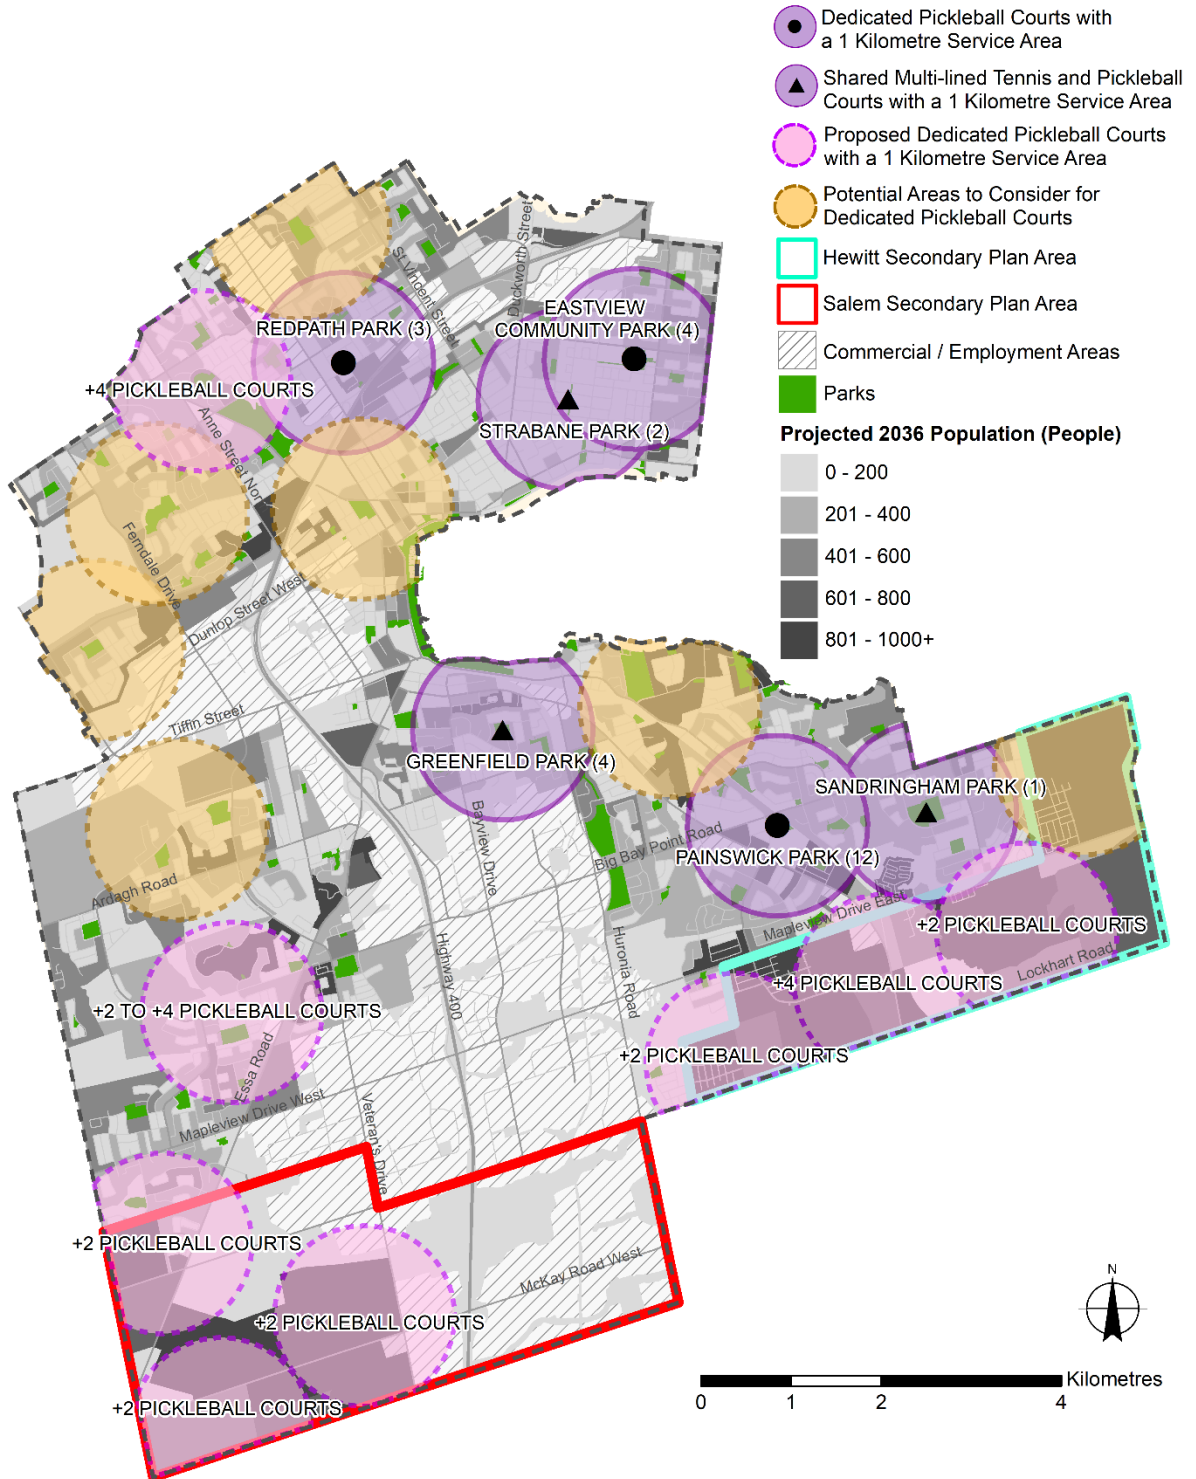 Dedicated Pickleball Courts with
a 1 Kilometre Service Area
Shared Multi-lined Tennis and Pickleball
Courts with a 1 Kilometre Service Area
Proposed Dedicated Pickleball Courts
with a 1 Kilometre Service Area
Potential Areas to Consider for
Dedicated Pickleball Courts
Hewitt Secondary Plan Area
Salem Secondary Plan Area
Commercial / Employment Areas
Parks
Projected 2036 Population (People)
0 - 200
201 - 400
401 - 600
601 - 800
801 - 1000+
Duckworth Street
St Vincent Street
EASTVIEW
COMMUNITY PARK (4)
REDPATH PARK (3)
+4 PICKLEBALL COURTS
STRABANE PARK (2)
Anne Street Nor
Ferndale Drive
Dunlop Street West
Tiffin Street
GREENFIELD PARK (4)
SANDRINGHAM PARK (1)
Bayview Drive
Big Bay Point Road
PAINSWICK PARK (12)
Ardagh Road
Mapleview Drive East
+2 PICKLEBALL COURTS
Highway 400
Huronia Road
Lockhart Road
+4 PICKLEBALL COURTS
+2 TO +4 PICKLEBALL COURTS
+2 PICKLEBALL COURTS
Essa Road
Mapleview Drive West
Veteran's Drive
+2 PICKLEBALL COURTS
McKay Road West
+2 PICKLEBALL COURTS
+2 PICKLEBALL COURTS
N
Kilometres
0 1 2 4